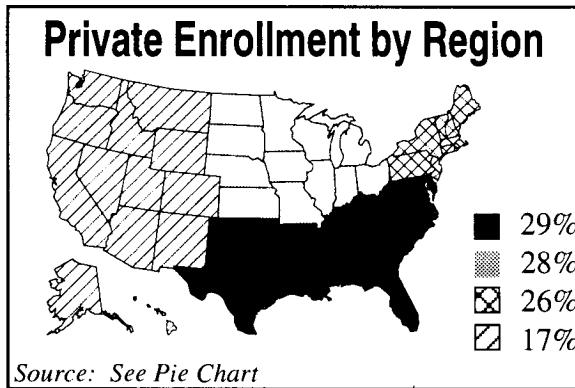 Private Enrollment by Region
29%
28%
26%
17%
Source: See Pie Chart